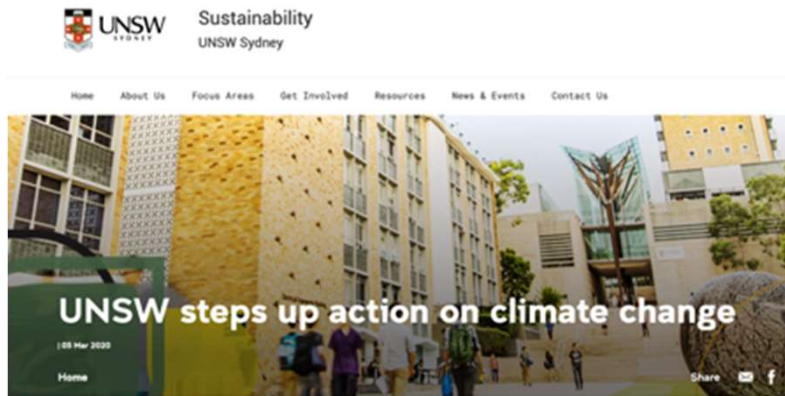 UNSW
SYDNEY
Sustainability
UNSW Sydney
Home About Us Focus Areas Get Involved Resources News & Events Contact Us
UNSW steps up action on climate change
| 05 Mar 2020
Home
Share
f